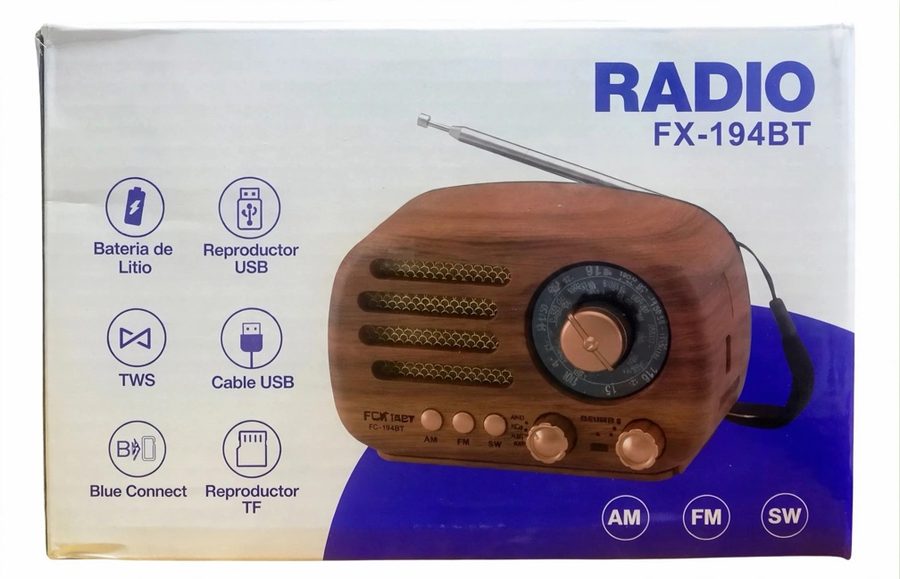 RADIO
FX-194BT
Bateria de
Litio
Reproductor
USB
TWS
Cable USB
Blue Connect
Reproductor
TF
FC-194BT
AM
FM
SW
AM
FM
SW